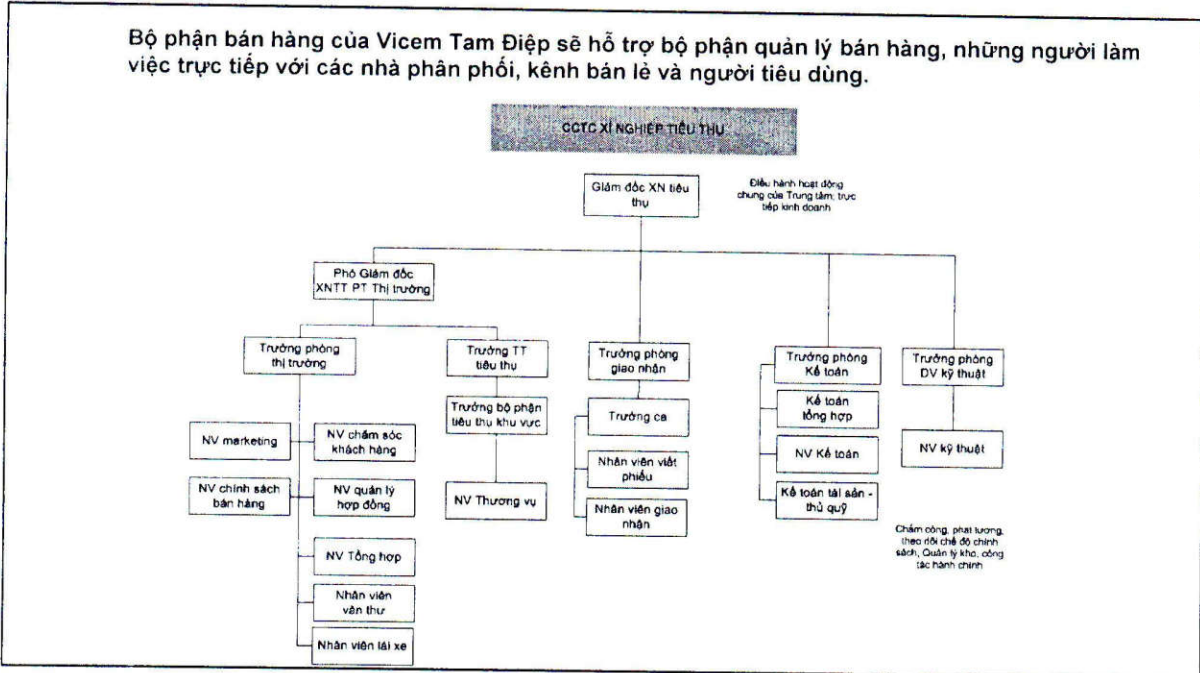 Bộ phận bán hàng của Vicem Tam Điệp sẽ hỗ trợ bộ phận quản lý bán hàng, những người làm
việc trực tiếp với các nhà phân phối, kênh bán lẻ và người tiêu dùng.
CCTC XÍ NGHIỆP TIÊU THỤ
Giám đốc XN tiêu
thụ
Điều hành hoạt động
chung của Trung tâm; trực
tiếp kinh doanh
Phó Giám đốc
XNTT PT Thị trường
Trưởng phòng
thị trường
Trưởng TT
tiêu thụ
Trưởng phòng
giao nhận
Trưởng phòng
Kế toán
Trưởng phòng
DV kỹ thuật
Trưởng bộ phận
tiêu thụ khu vực
Trưởng ca
Kế toán
tổng hợp
NV marketing
NV chăm sóc
khách hàng
NV Kế toán
NV kỹ thuật
Nhân viên viết
phiếu
NV chính sách
bán hàng
NV quản lý
hợp đồng
NV Thương vụ
Nhân viên giao
nhận
Kế toán tài sản -
thủ quỹ
Chấm công, phát lương,
theo dõi chế độ chính
sách, Quản lý kho, công
tác hành chính
NV Tổng hợp
Nhân viên
văn thư
Nhân viên lái xe